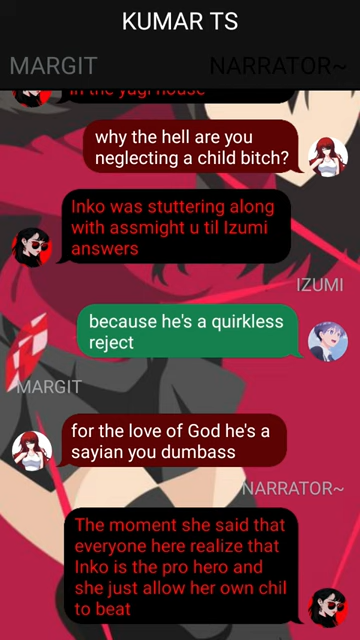 KUMAR TS
MARGIT
NARRATOR~
in the yagi house
why the hell are you
neglecting a child bitch?
Inko was stuttering along
with assmight u til Izumi
answers
IZUMI
because he's a quirkless
reject
MARGIT
for the love of God he's a
sayian you dumbass
NARRATOR~
The moment she said that
everyone here realize that
Inko is the pro hero and
she just allow her own chil
to beat